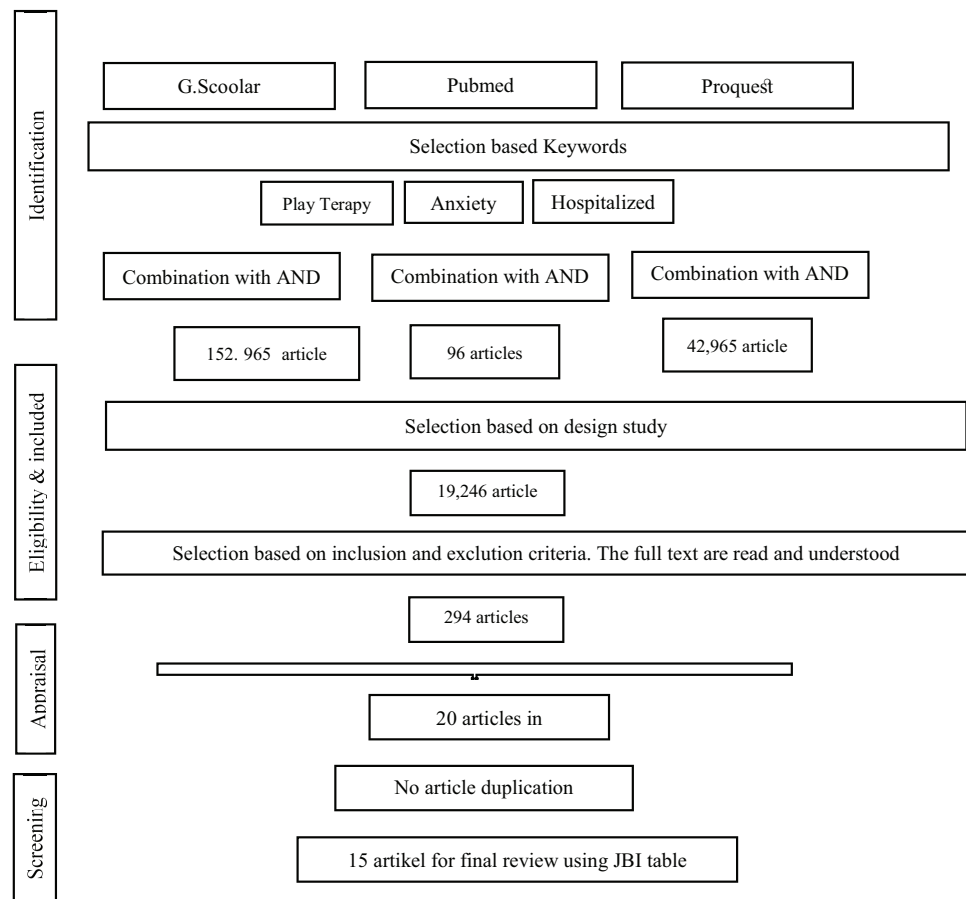 Identification
G.Scoolar
Pubmed
Proquest
Selection based Keywords
Play Terapy
Anxiety
Hospitalized
Combination with AND
Combination with AND
Combination with AND
152. 965 article
96 articles
42,965 article
Eligibility & included
Selection based on design study
19,246 article
Selection based on inclusion and exclution criteria. The full text are read and understood
294 articles
Appraisal
20 articles in
Screening
No article duplication
15 artikel for final review using JBI table